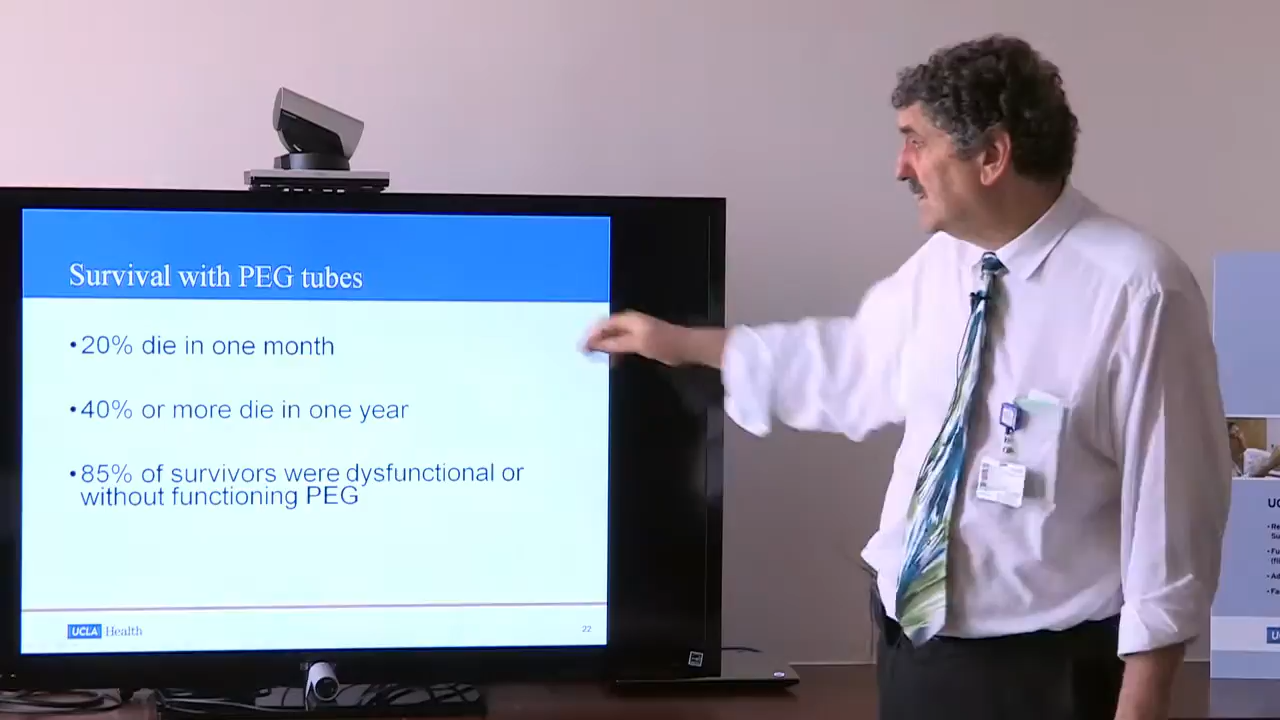 Survival with PEG tubes
•20% die in one month
•40% or more die in one year
•85% of survivors were dysfunctional or
without functioning PEG
UCLA Health
22